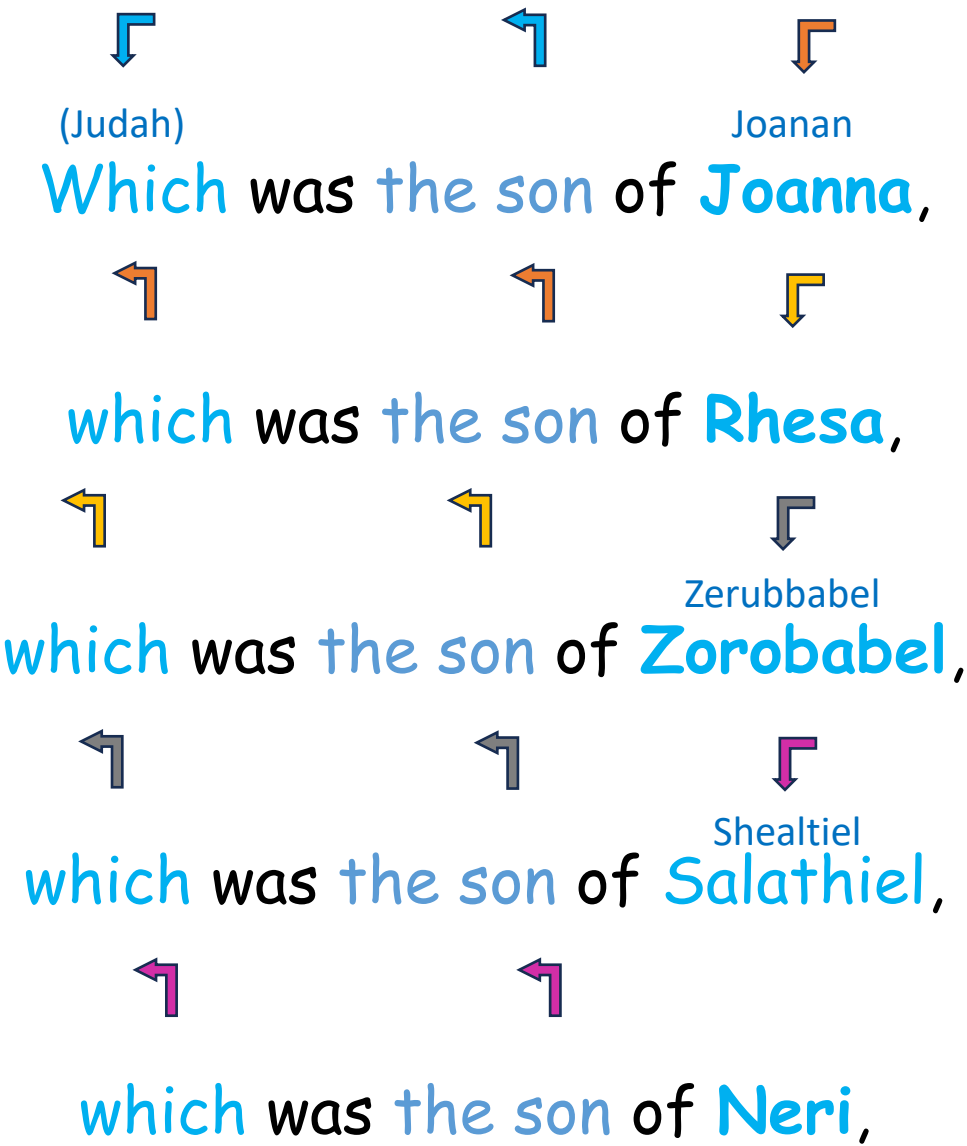 (Judah) Joanan
Which was the son of Joanna,
which was the son of Rhesa,
Zerubbabel
which was the son of Zorobabel,
Shealtiel
which was the son of Salathiel,
which was the son of Neri,